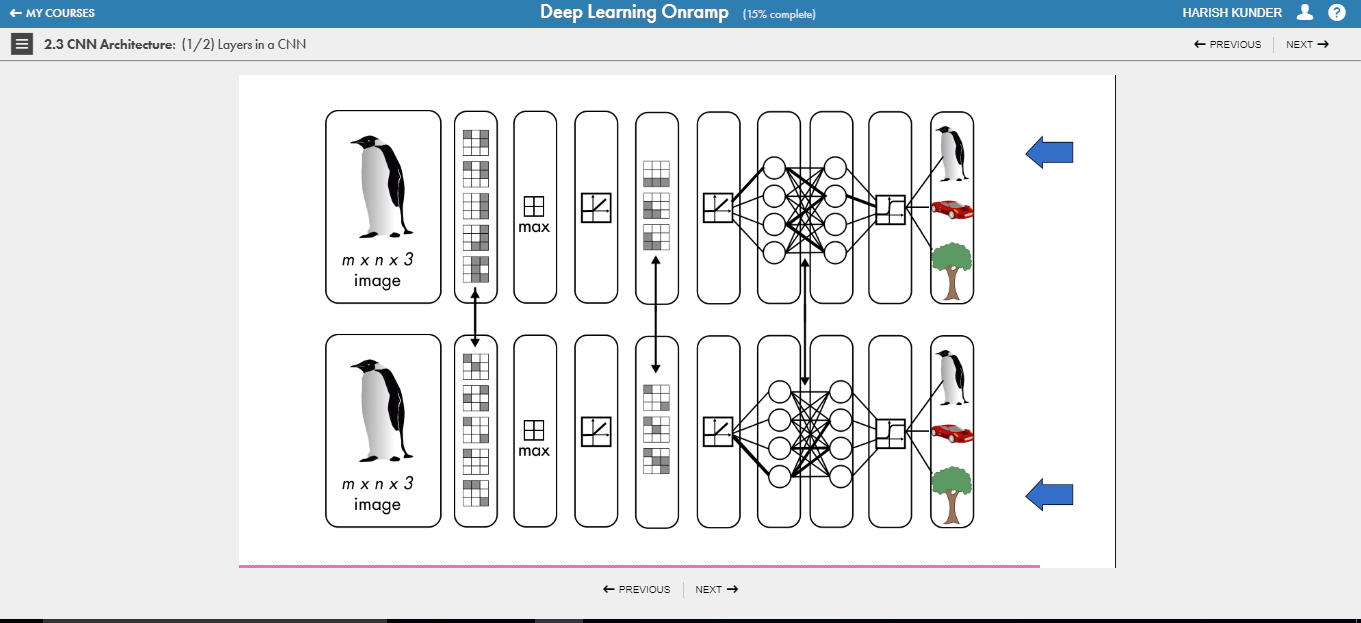 ← MY COURSES
Deep Learning Onramp (15% complete)
HARISH KUNDER
?
2.3 CNN Architecture: (1/2) Layers in a CNN
← PREVIOUS
NEXT →
m x n x 3
image
max
m x n x 3
image
max
← PREVIOUS
NEXT →